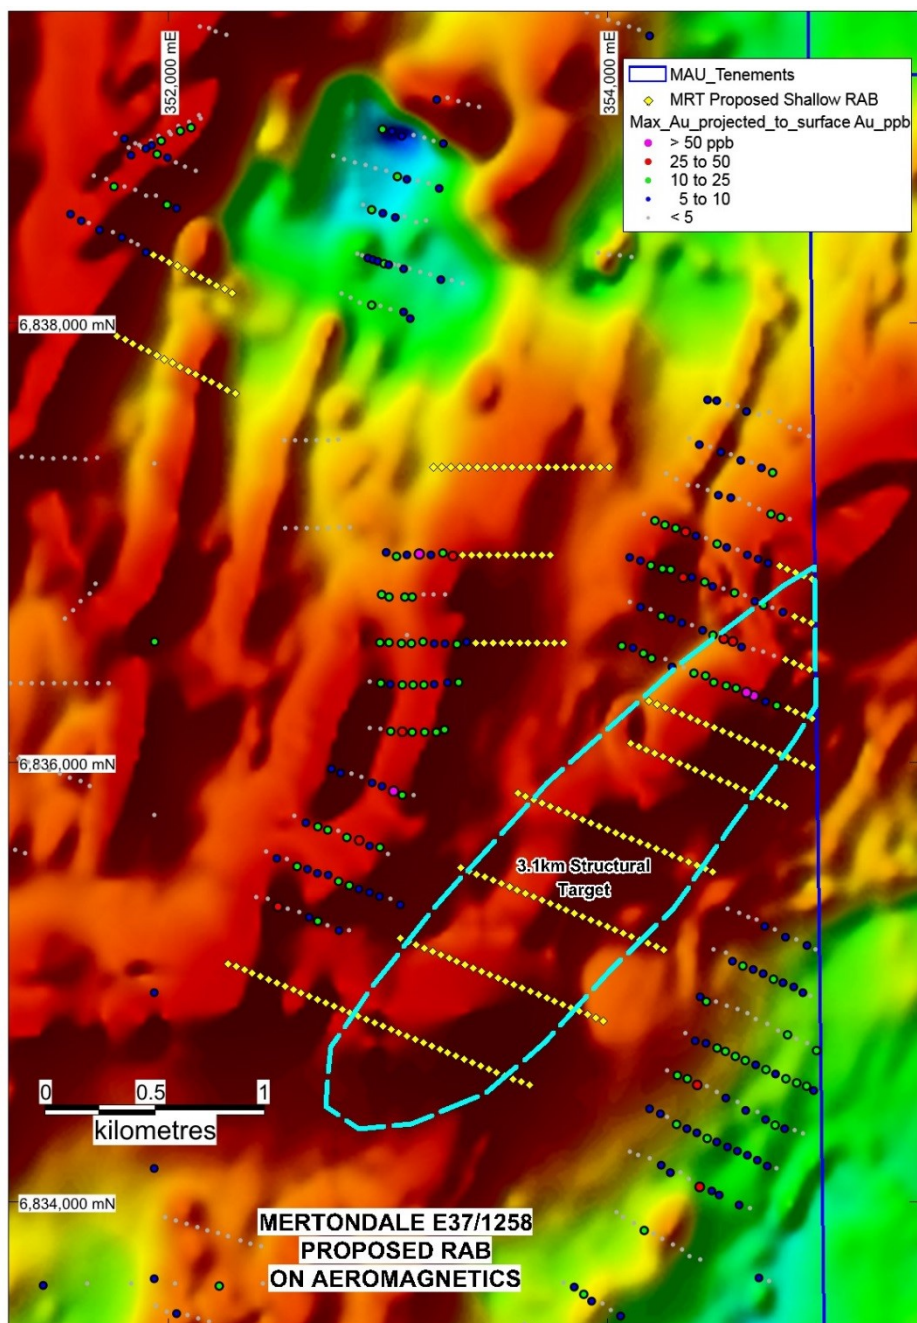 352,000 mE
354,000 mE
MAU_Tenements
MRT Proposed Shallow RAB
Max_Au_projected_to_surface Au_ppb
> 50 ppb
25 to 50
10 to 25
5 to 10
< 5
6,838,000 mN
6,836,000 mN
3.1km Structural
Target
0 0.5 1
kilometres
6,834,000 mN
MERTONDALE E37/1258
PROPOSED RAB
ON AEROMAGNETICS